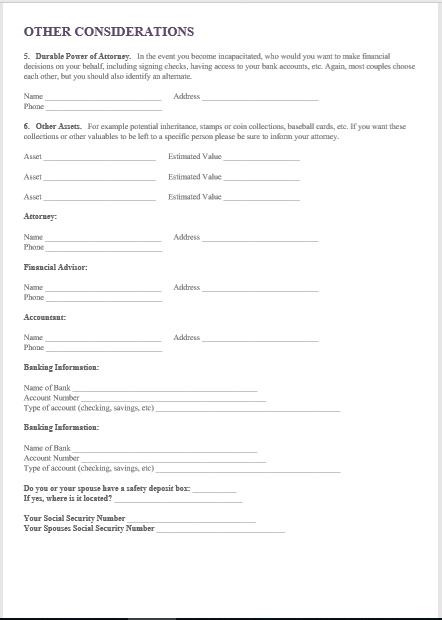 OTHER CONSIDERATIONS
5. Durable Power of Attorney. In the event you become incapacitated, who would you want to make financial
decisions on your behalf, including signing checks, having access to your bank accounts, etc. Again, most couples choose
each other, but you should also identify an alternate.
Name ____________________ Address ____________________
Phone ____________________
6. Other Assets. For example potential inheritance, stamps or coin collections, baseball cards, etc. If you want these
collections or other valuables to be left to a specific person please be sure to inform your attorney.
Asset ____________________ Estimated Value ____________________
Asset ____________________ Estimated Value ____________________
Asset ____________________ Estimated Value ____________________
Attorney:
Name ____________________ Address ____________________
Phone ____________________
Financial Advisor:
Name ____________________ Address ____________________
Phone ____________________
Accountant:
Name ____________________ Address ____________________
Phone ____________________
Banking Information:
Name of Bank ____________________
Account Number ____________________
Type of account (checking, savings, etc) ____________________
Banking Information:
Name of Bank ____________________
Account Number ____________________
Type of account (checking, savings, etc) ____________________
Do you or your spouse have a safety deposit box: __________
If yes, where is it located? ____________________
Your Social Security Number ____________________
Your Spouses Social Security Number ____________________